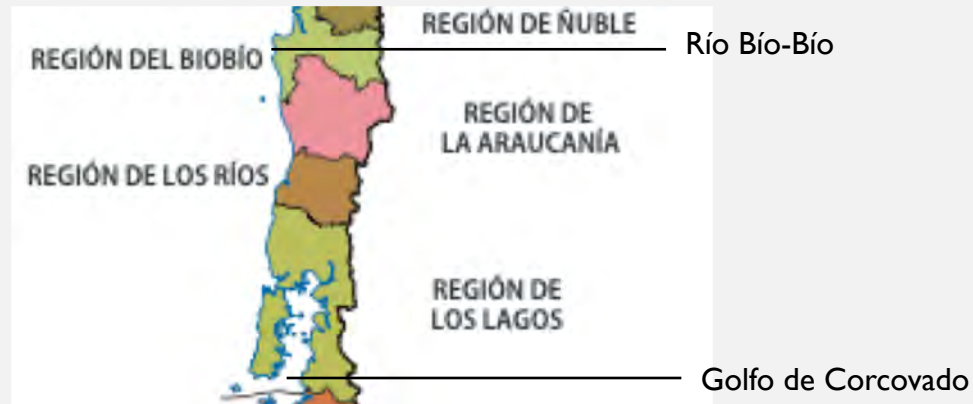 REGIÓN DE ÑUBLE
Río Bío-Bío
REGIÓN DEL BIOBÍO
REGIÓN DE
LA ARAUCANÍA
REGIÓN DE LOS RÍOS
REGIÓN DE
LOS LAGOS
Golfo de Corcovado